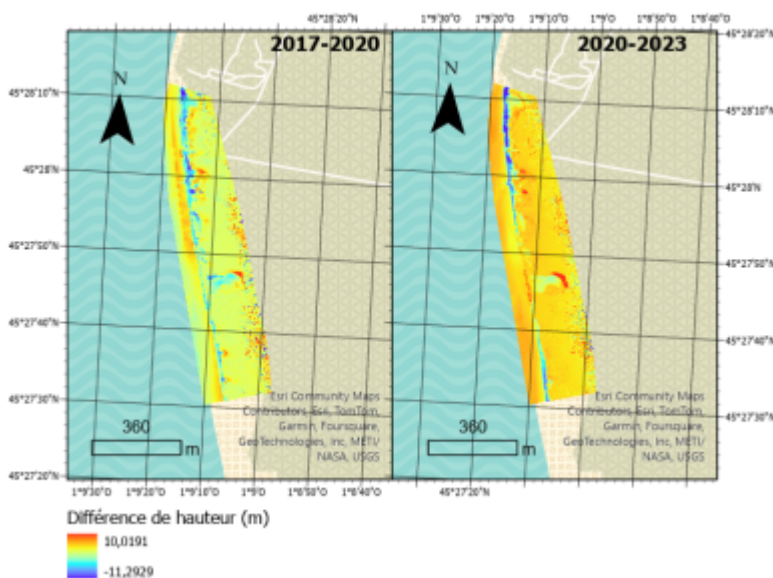 45°28'20"N 1°9'30"O 1°9'20"O 1°9'10"O 1°9'0"O 1°8'50"O 1°8'40"O
2017-2020
2020-2023
45°28'20"N
N
N
45°28'10"N
45°28'10"N
45°28'N
45°28'N
45°27'50"N
45°27'50"N
45°27'40"N
45°27'40"N
45°27'30"N
45°27'30"N
Esri Community Maps
Contributors, Esri, TomTom,
Garmin, Foursquare,
GeoTechnologies, Inc, METI/
NASA, USGS
Esri Community Maps
Contributors, Esri, TomTom,
Garmin, Foursquare,
GeoTechnologies, Inc, METI/
NASA, USGS
360
m
360
m
45°27'20"N
1°9'30"O 1°9'20"O 1°9'10"O 1°9'0"O 1°8'50"O 1°8'40"O
45°27'20"N
Différence de hauteur (m)
10,0191
-11,2929